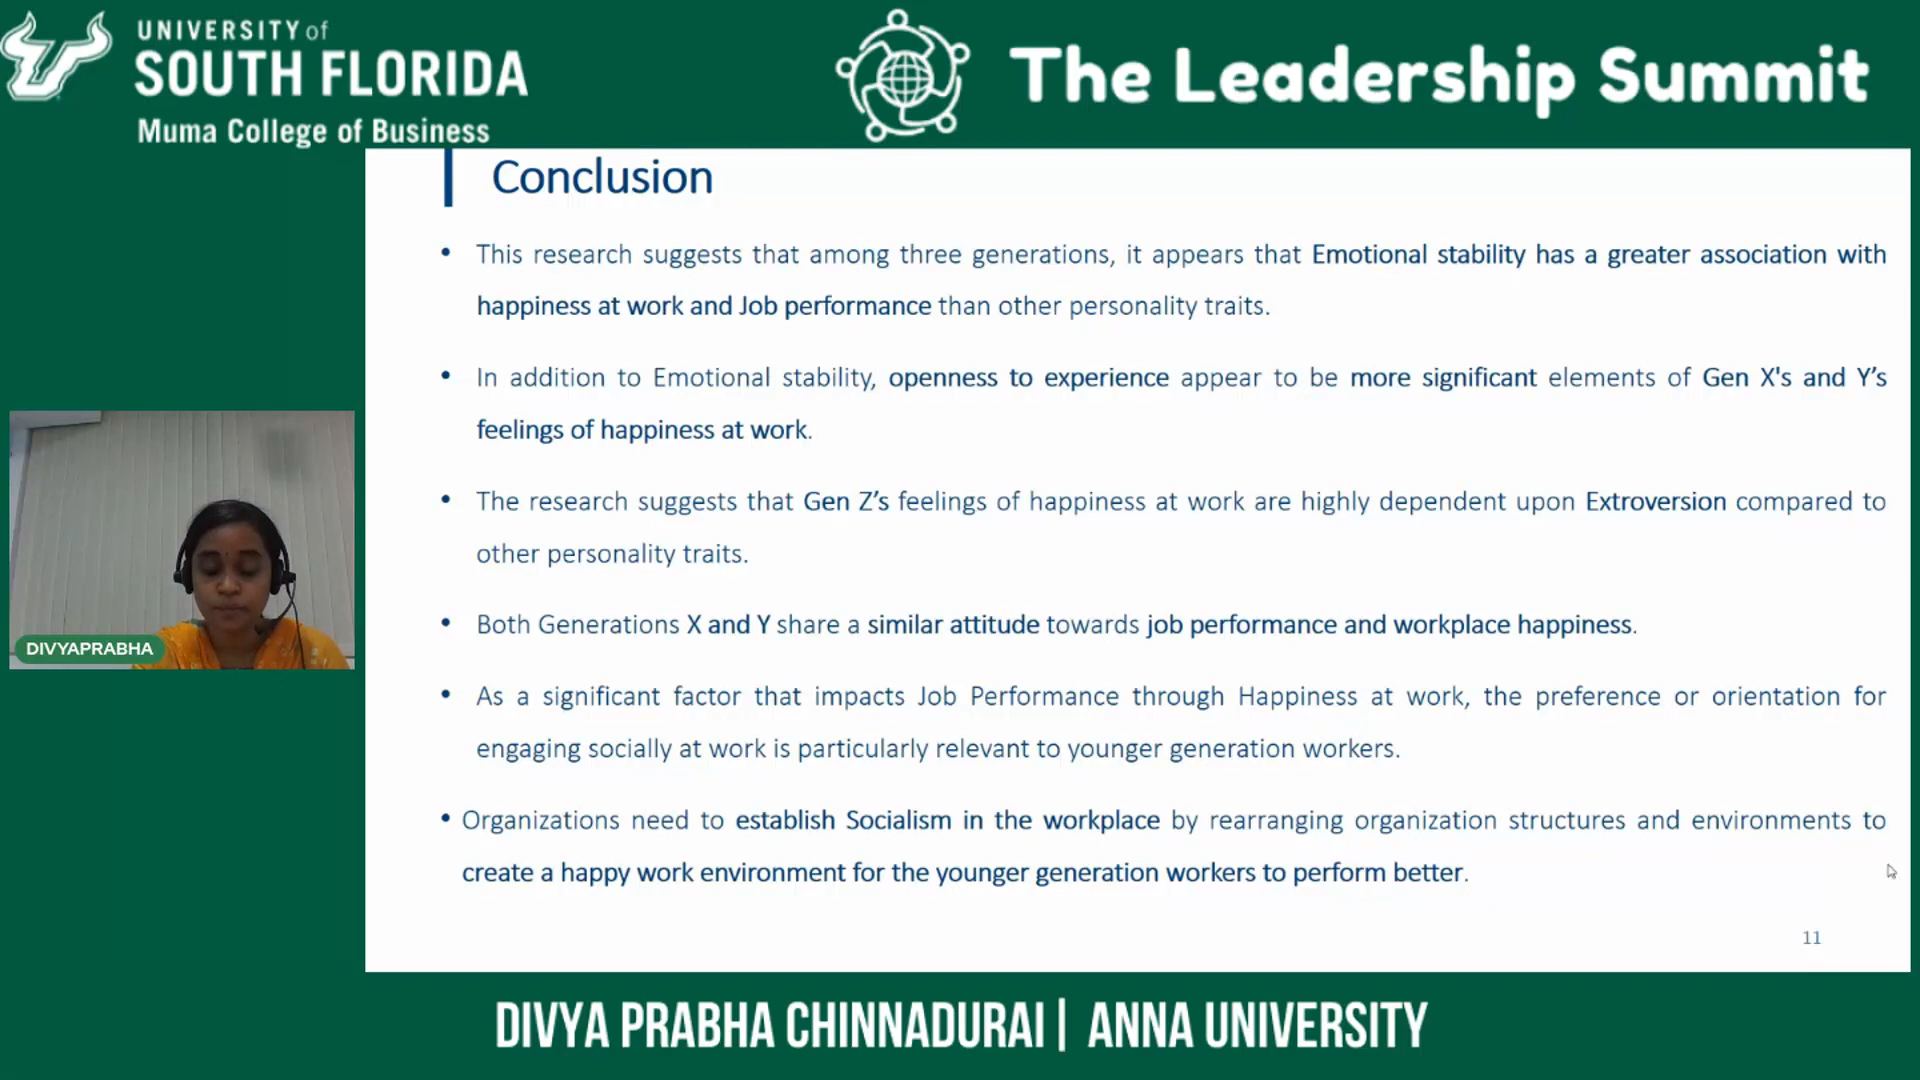 UNIVERSITY of
SOUTH FLORIDA
Muma College of Business
The Leadership Summit
Conclusion
• This research suggests that among three generations, it appears that Emotional stability has a greater association with
happiness at work and Job performance than other personality traits.
• In addition to Emotional stability, openness to experience appear to be more significant elements of Gen X's and Y’s
feelings of happiness at work.
• The research suggests that Gen Z’s feelings of happiness at work are highly dependent upon Extroversion compared to
other personality traits.
• Both Generations X and Y share a similar attitude towards job performance and workplace happiness.
• As a significant factor that impacts Job Performance through Happiness at work, the preference or orientation for
engaging socially at work is particularly relevant to younger generation workers.
• Organizations need to establish Socialism in the workplace by rearranging organization structures and environments to
create a happy work environment for the younger generation workers to perform better.
11
DIVYAPRABHA
DIVYA PRABHA CHINNADURAI | ANNA UNIVERSITY